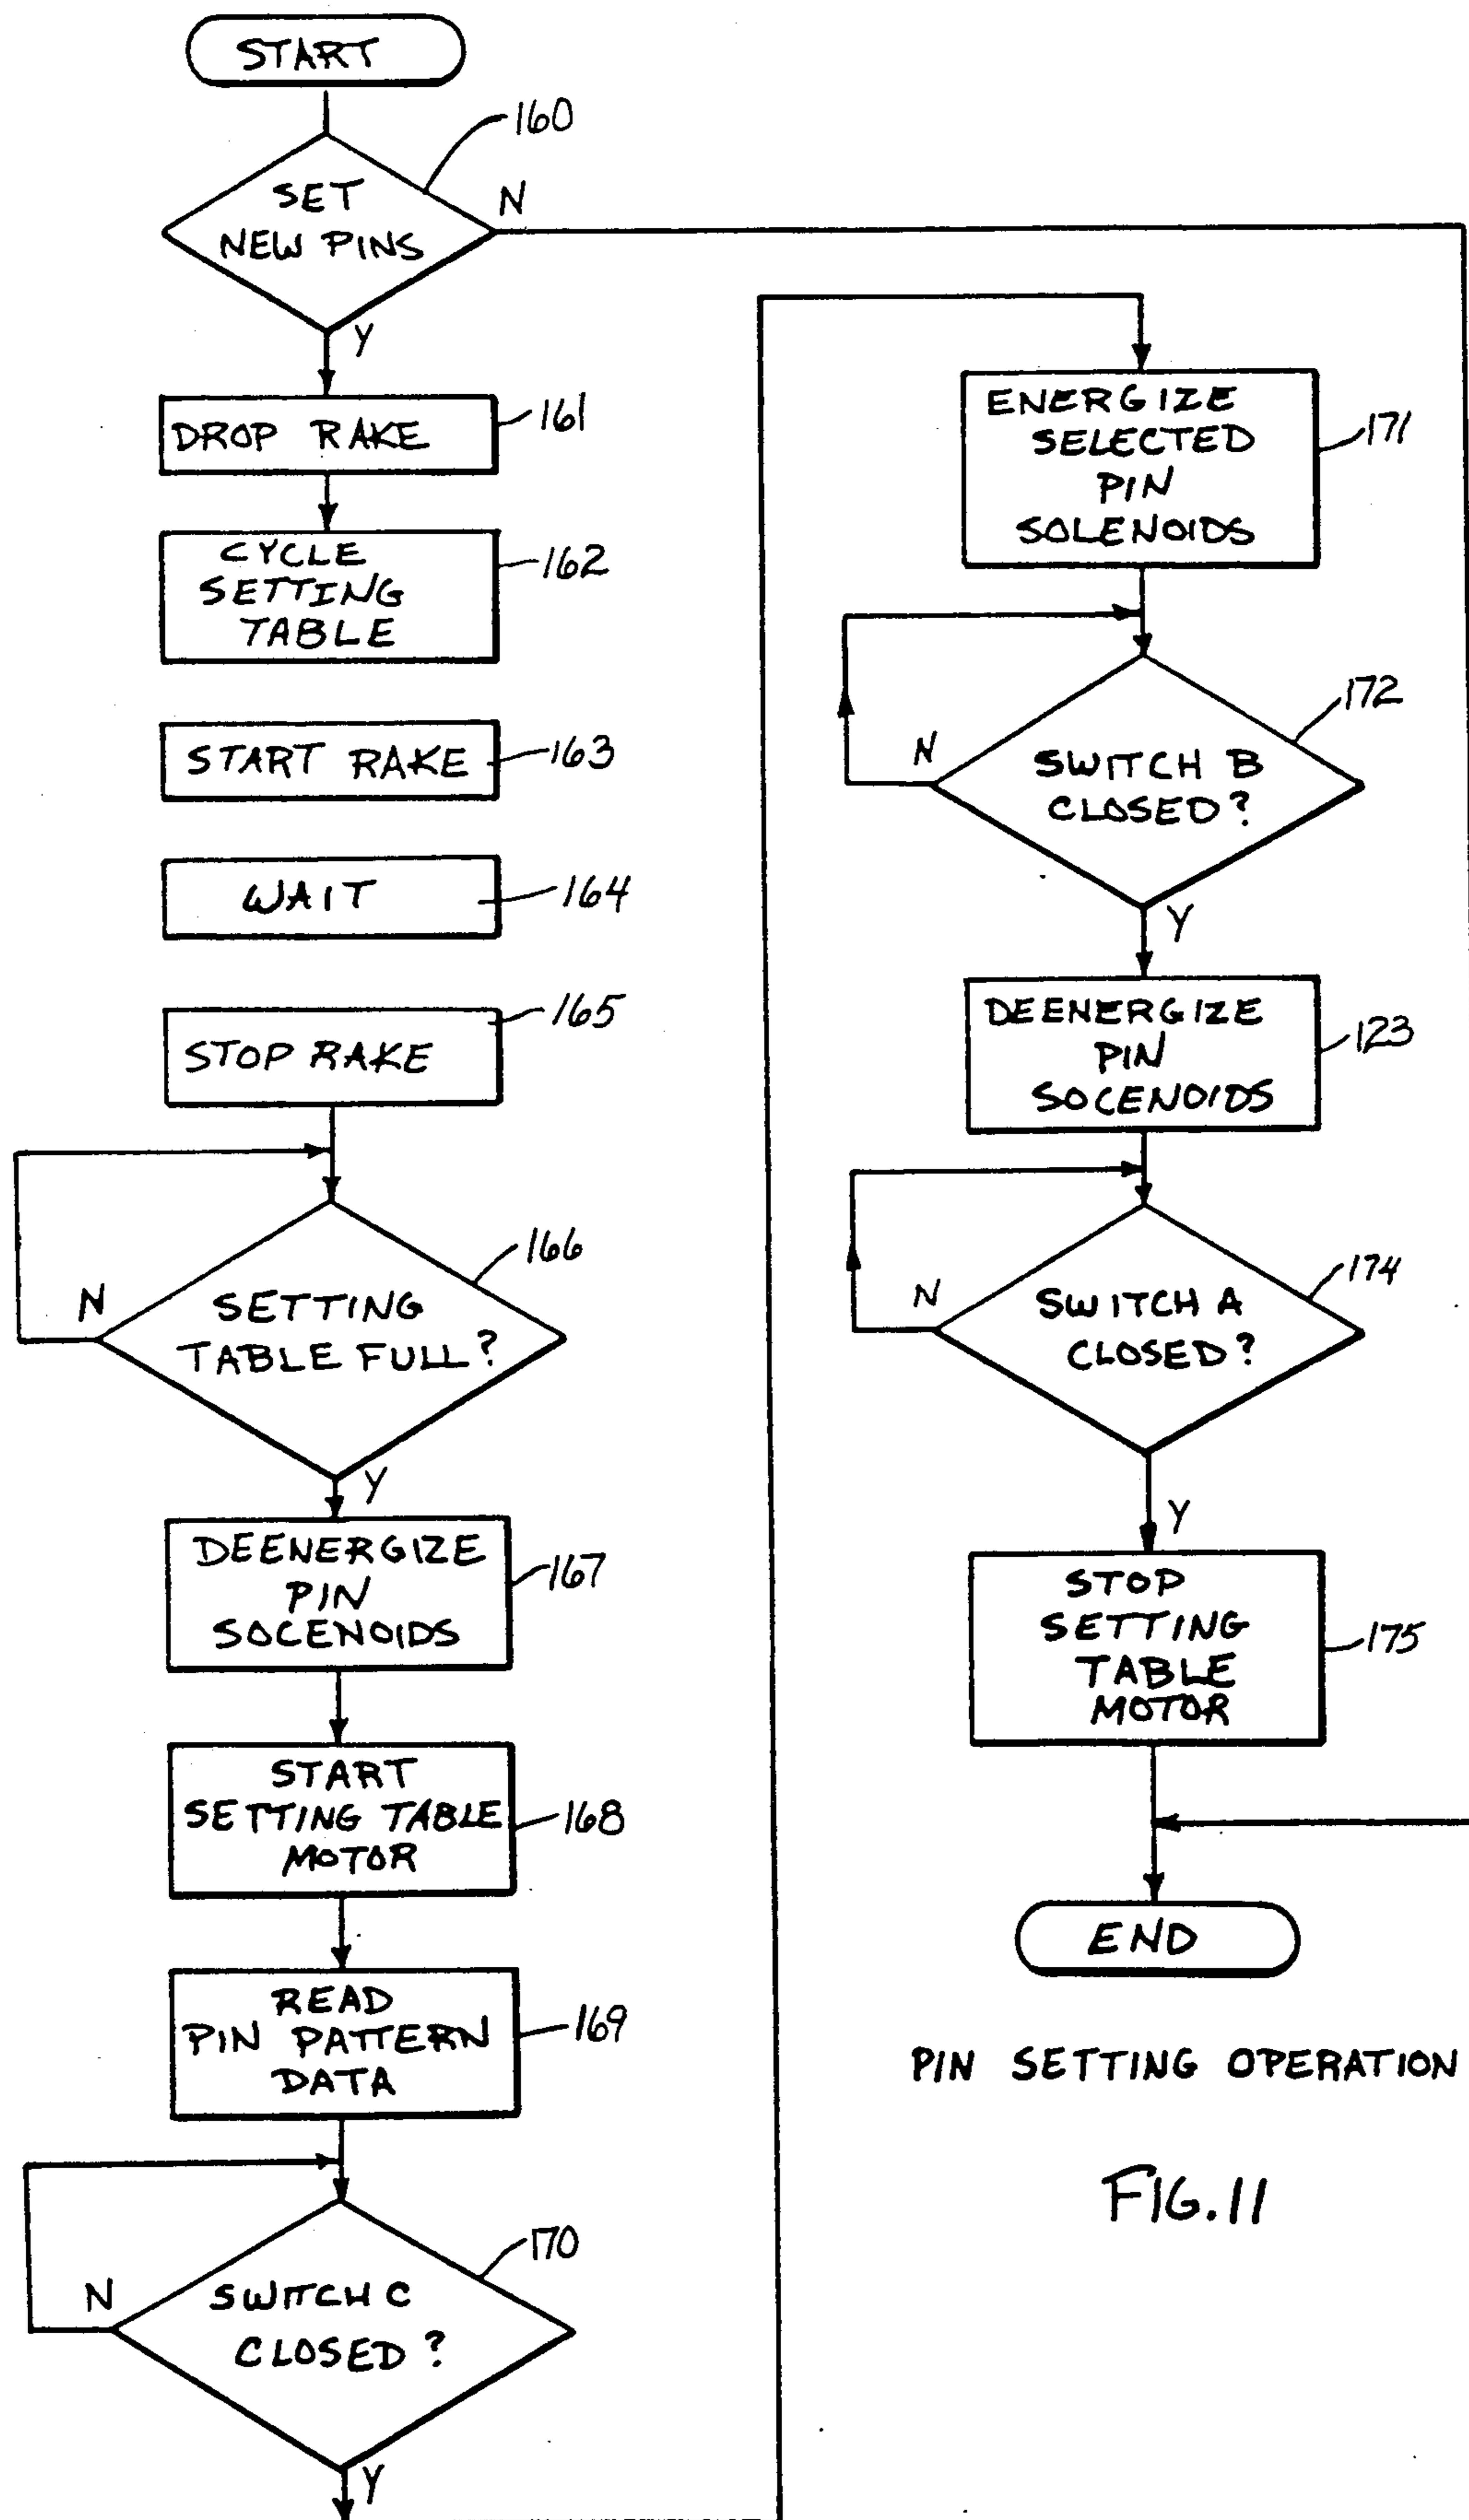 START
160
SET
NEW PINS
N
Y
DROP RAKE
161
CYCLE
SETTING
TABLE
162
START RAKE
163
WAIT
164
STOP RAKE
165
166
SETTING
TABLE FULL?
N
Y
DEENERGIZE
PIN
SOCENOIDS
167
START
SETTING TABLE
MOTOR
168
READ
PIN PATTERN
DATA
169
170
SWITCH C
CLOSED?
N
Y
ENERGIZE
SELECTED
PIN
SOLENOIDS
171
172
SWITCH B
CLOSED?
N
Y
DEENERGIZE
PIN
SOCENOIDS
123
174
SWITCH A
CLOSED?
N
Y
STOP
SETTING
TABLE
MOTOR
175
END
PIN SETTING OPERATION
FIG. 11